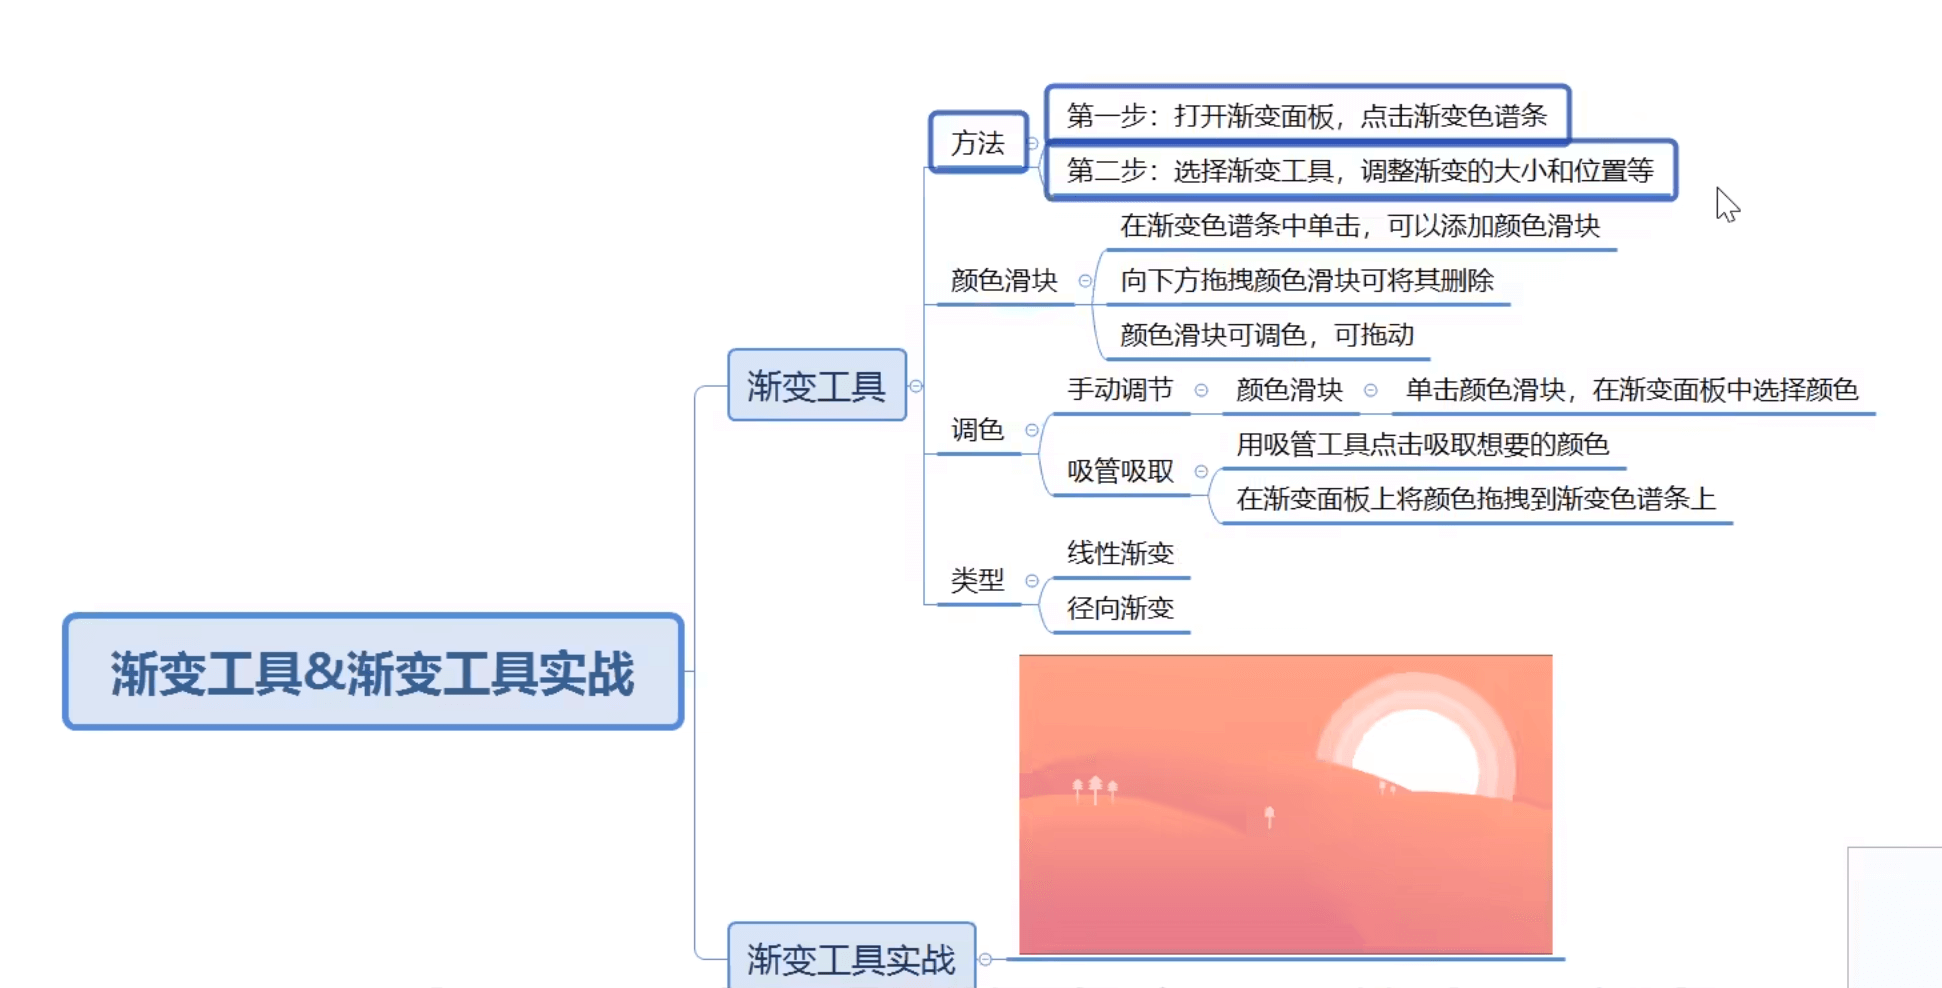 渐变工具&渐变工具实战
渐变工具
方法
第一步：打开渐变面板，点击渐变色谱条
第二步：选择渐变工具，调整渐变的大小和位置等
颜色滑块
在渐变色谱条中单击，可以添加颜色滑块
向下方拖拽颜色滑块可将其删除
颜色滑块可调色，可拖动
调色
手动调节
颜色滑块
单击颜色滑块，在渐变面板中选择颜色
吸管吸取
用吸管工具点击吸取想要的颜色
在渐变面板上将颜色拖拽到渐变色谱条上
类型
线性渐变
径向渐变
渐变工具实战